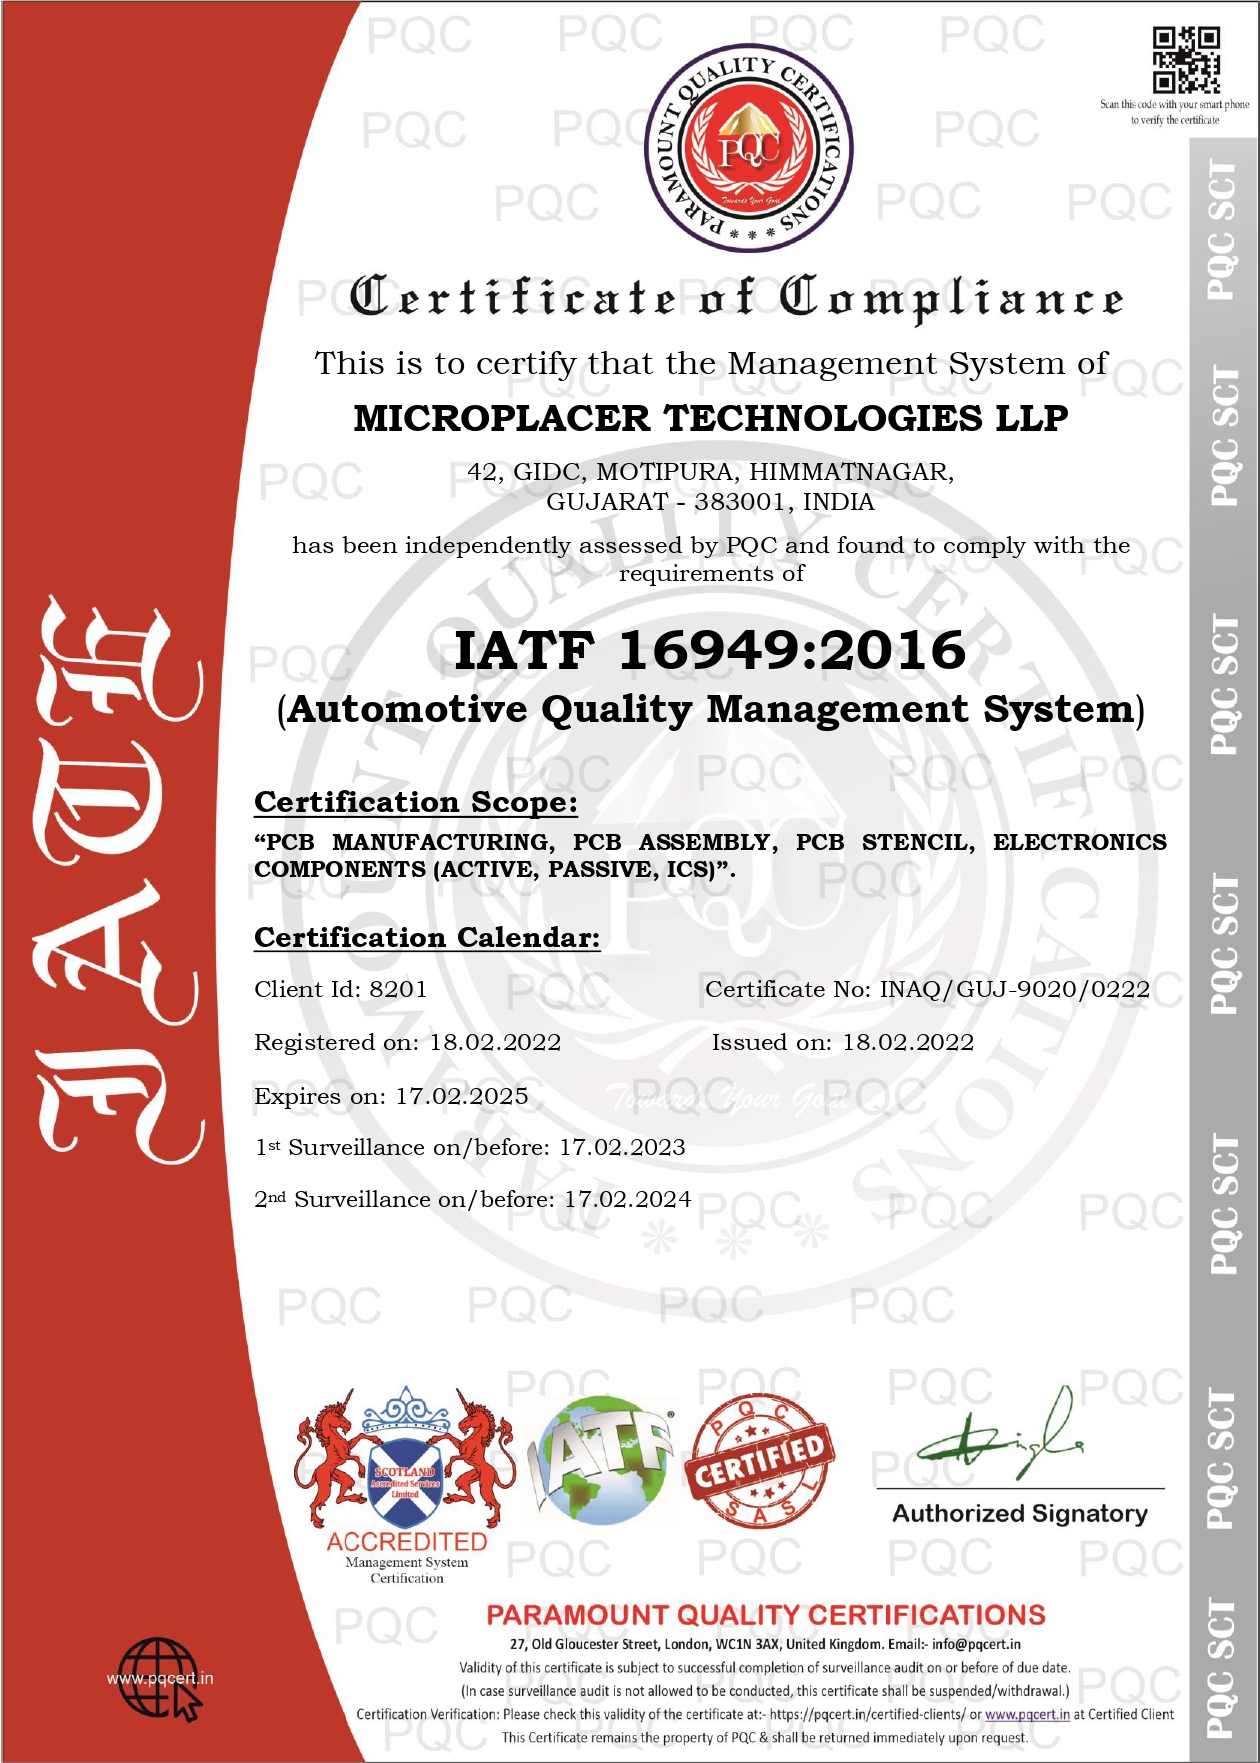 Scan this code with your smart phone
to verify the certificate
PARAMOUNT QUALITY CERTIFICATIONS
PQC
Towards Your Goal
Certificate of Compliance
This is to certify that the Management System of
MICROPLACER TECHNOLOGIES LLP
42, GIDC, MOTIPURA, HIMMATNAGAR,
GUJARAT - 383001, INDIA
has been independently assessed by PQC and found to comply with the
requirements of
IATF 16949:2016
(Automotive Quality Management System)
Certification Scope:
“PCB MANUFACTURING, PCB ASSEMBLY, PCB STENCIL, ELECTRONICS
COMPONENTS (ACTIVE, PASSIVE, ICS)”.
Certification Calendar:
Client Id: 8201 Certificate No: INAQ/GUJ-9020/0222
Registered on: 18.02.2022 Issued on: 18.02.2022
Expires on: 17.02.2025
1st Surveillance on/before: 17.02.2023
2nd Surveillance on/before: 17.02.2024
IATF
PQC SCT
PQC SCT
PQC SCT
PQC SCT
PQC SCT
PQC SCT
PQC SCT
SCOTLAND
Accredited Services
Limited
ACCREDITED
Management System
Certification
IATF®
PQC
CERTIFIED
SASL
Authorized Signatory
PARAMOUNT QUALITY CERTIFICATIONS
27, Old Gloucester Street, London, WC1N 3AX, United Kingdom. Email:- info@pqcert.in
Validity of this certificate is subject to successful completion of surveillance audit on or before of due date.
(In case surveillance audit is not allowed to be conducted, this certificate shall be suspended/withdrawal.)
Certification Verification: Please check this validity of the certificate at:- https://pqcert.in/certified-clients/ or www.pqcert.in at Certified Client
This Certificate remains the property of PQC & shall be returned immediately upon request.
www.pqcert.in